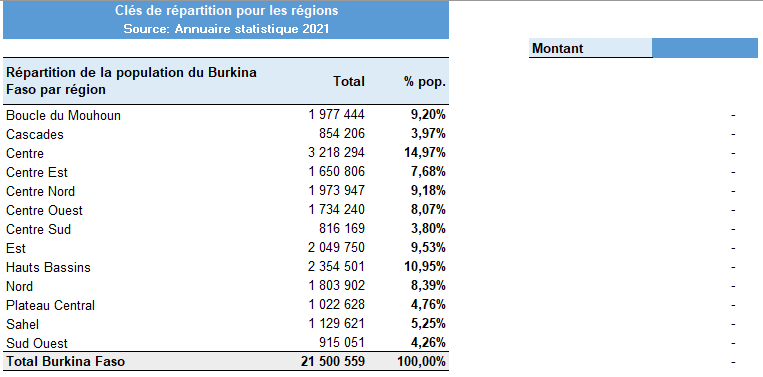 Clés de répartition pour les régions
Source: Annuaire statistique 2021
Montant
Répartition de la population du Burkina Faso par région Total % pop.
Boucle du Mouhoun 1 977 444 9,20% -
Cascades 854 206 3,97% -
Centre 3 218 294 14,97% -
Centre Est 1 650 806 7,68% -
Centre Nord 1 973 947 9,18% -
Centre Ouest 1 734 240 8,07% -
Centre Sud 816 169 3,80% -
Est 2 049 750 9,53% -
Hauts Bassins 2 354 501 10,95% -
Nord 1 803 902 8,39% -
Plateau Central 1 022 628 4,76% -
Sahel 1 129 621 5,25% -
Sud Ouest 915 051 4,26% -
Total Burkina Faso 21 500 559 100,00% -